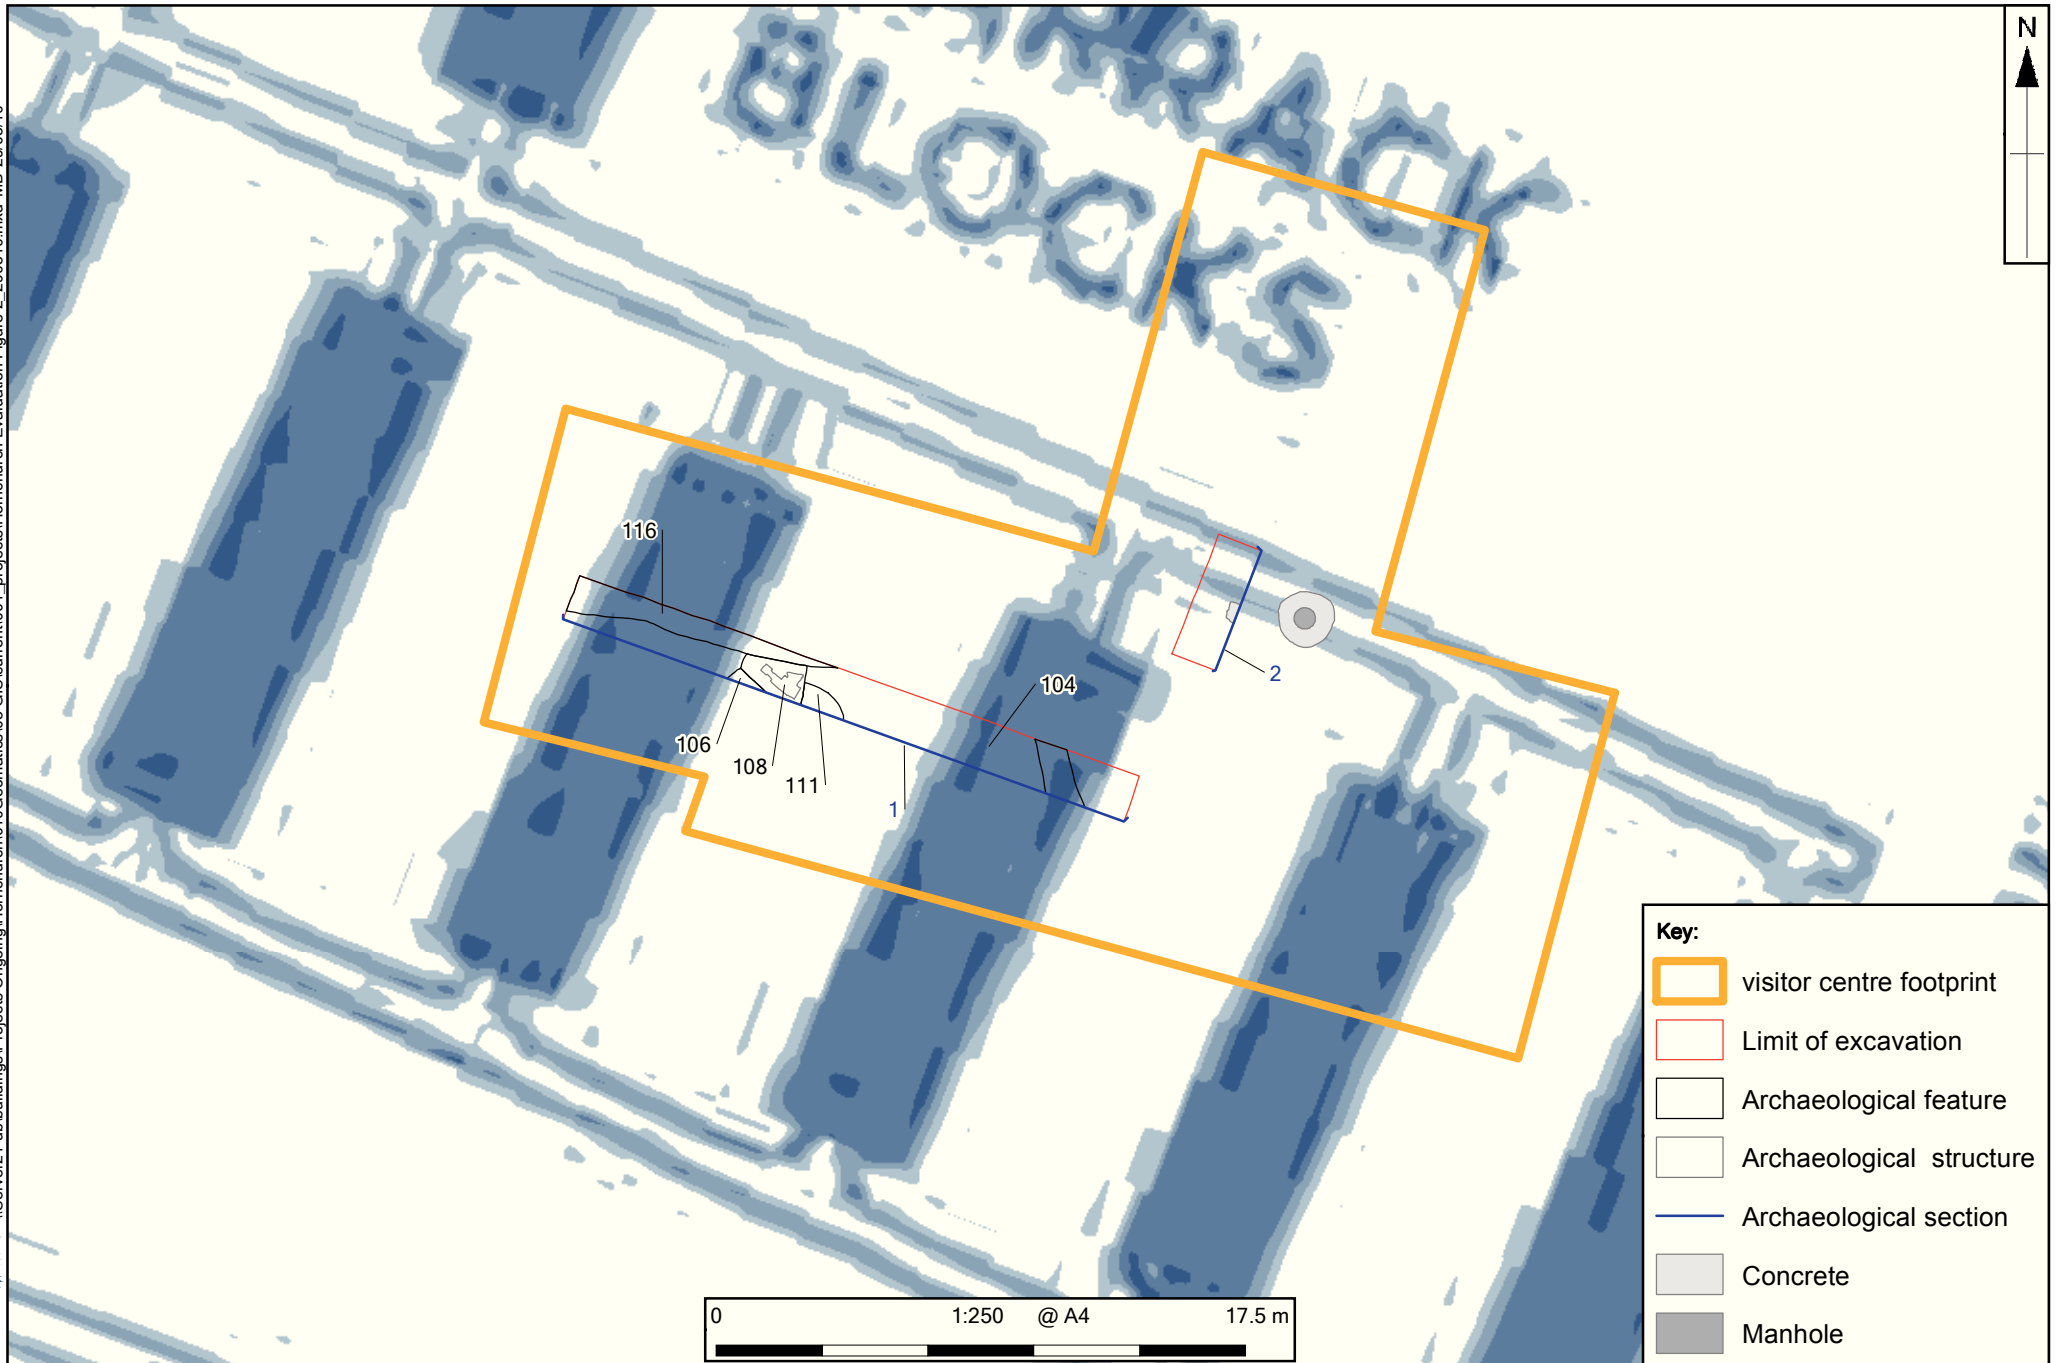 N
BLOCKS
116
104
2
106
108
111
1
Key:
visitor centre footprint
Limit of excavation
Archaeological feature
Archaeological structure
Archaeological section
Concrete
Manhole
0 1:250 @ A4 17.5 m